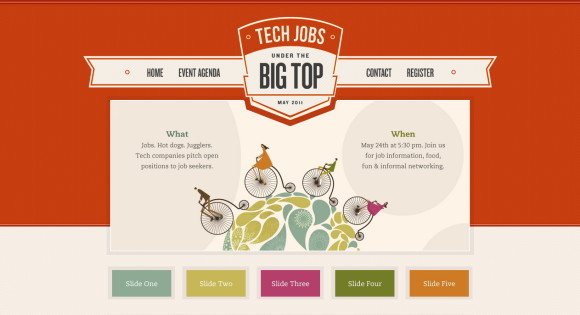 TECH JOBS
UNDER THE
BIG TOP
MAY 2011
HOME
EVENT AGENDA
CONTACT
REGISTER
What
Jobs. Hot dogs. Jugglers.
Tech companies pitch open
positions to job seekers.
When
May 24th at 5:30 pm. Join us
for job information, food,
fun & informal networking.
Slide One
Slide Two
Slide Three
Slide Four
Slide Five